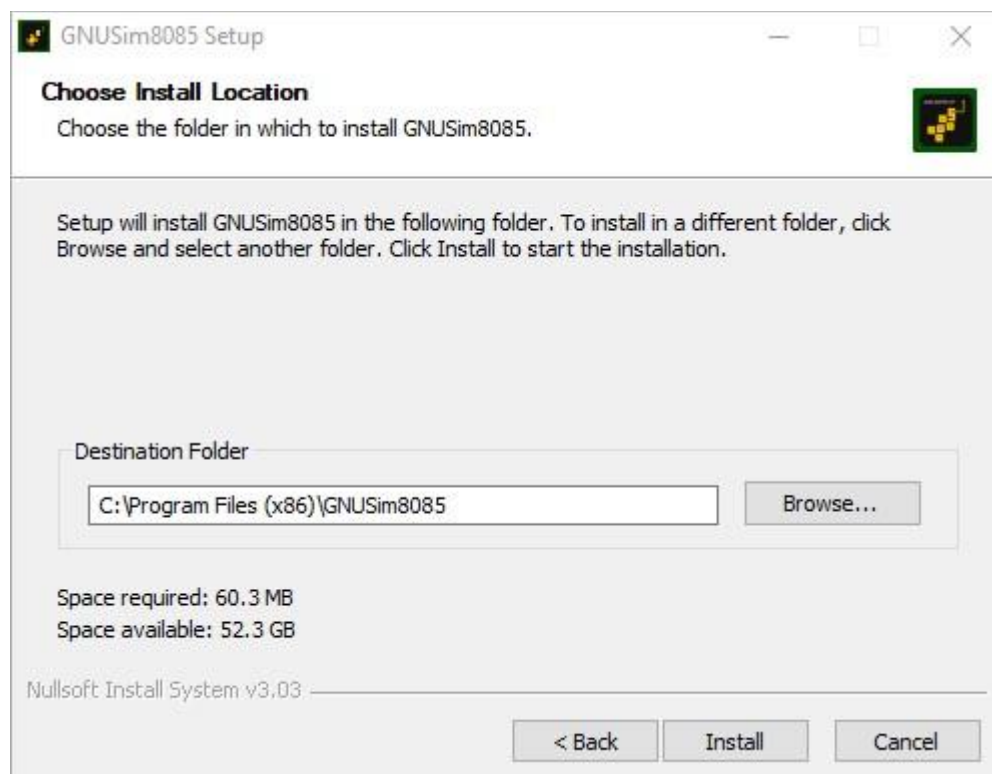 GNUSim8085 Setup
Choose Install Location
Choose the folder in which to install GNUSim8085.
Setup will install GNUSim8085 in the following folder. To install in a different folder, click
Browse and select another folder. Click Install to start the installation.
Destination Folder
C:\Program Files (x86)\GNUSim8085
Browse...
Space required: 60.3 MB
Space available: 52.3 GB
Nullsoft Install System v3.03
< Back Install Cancel